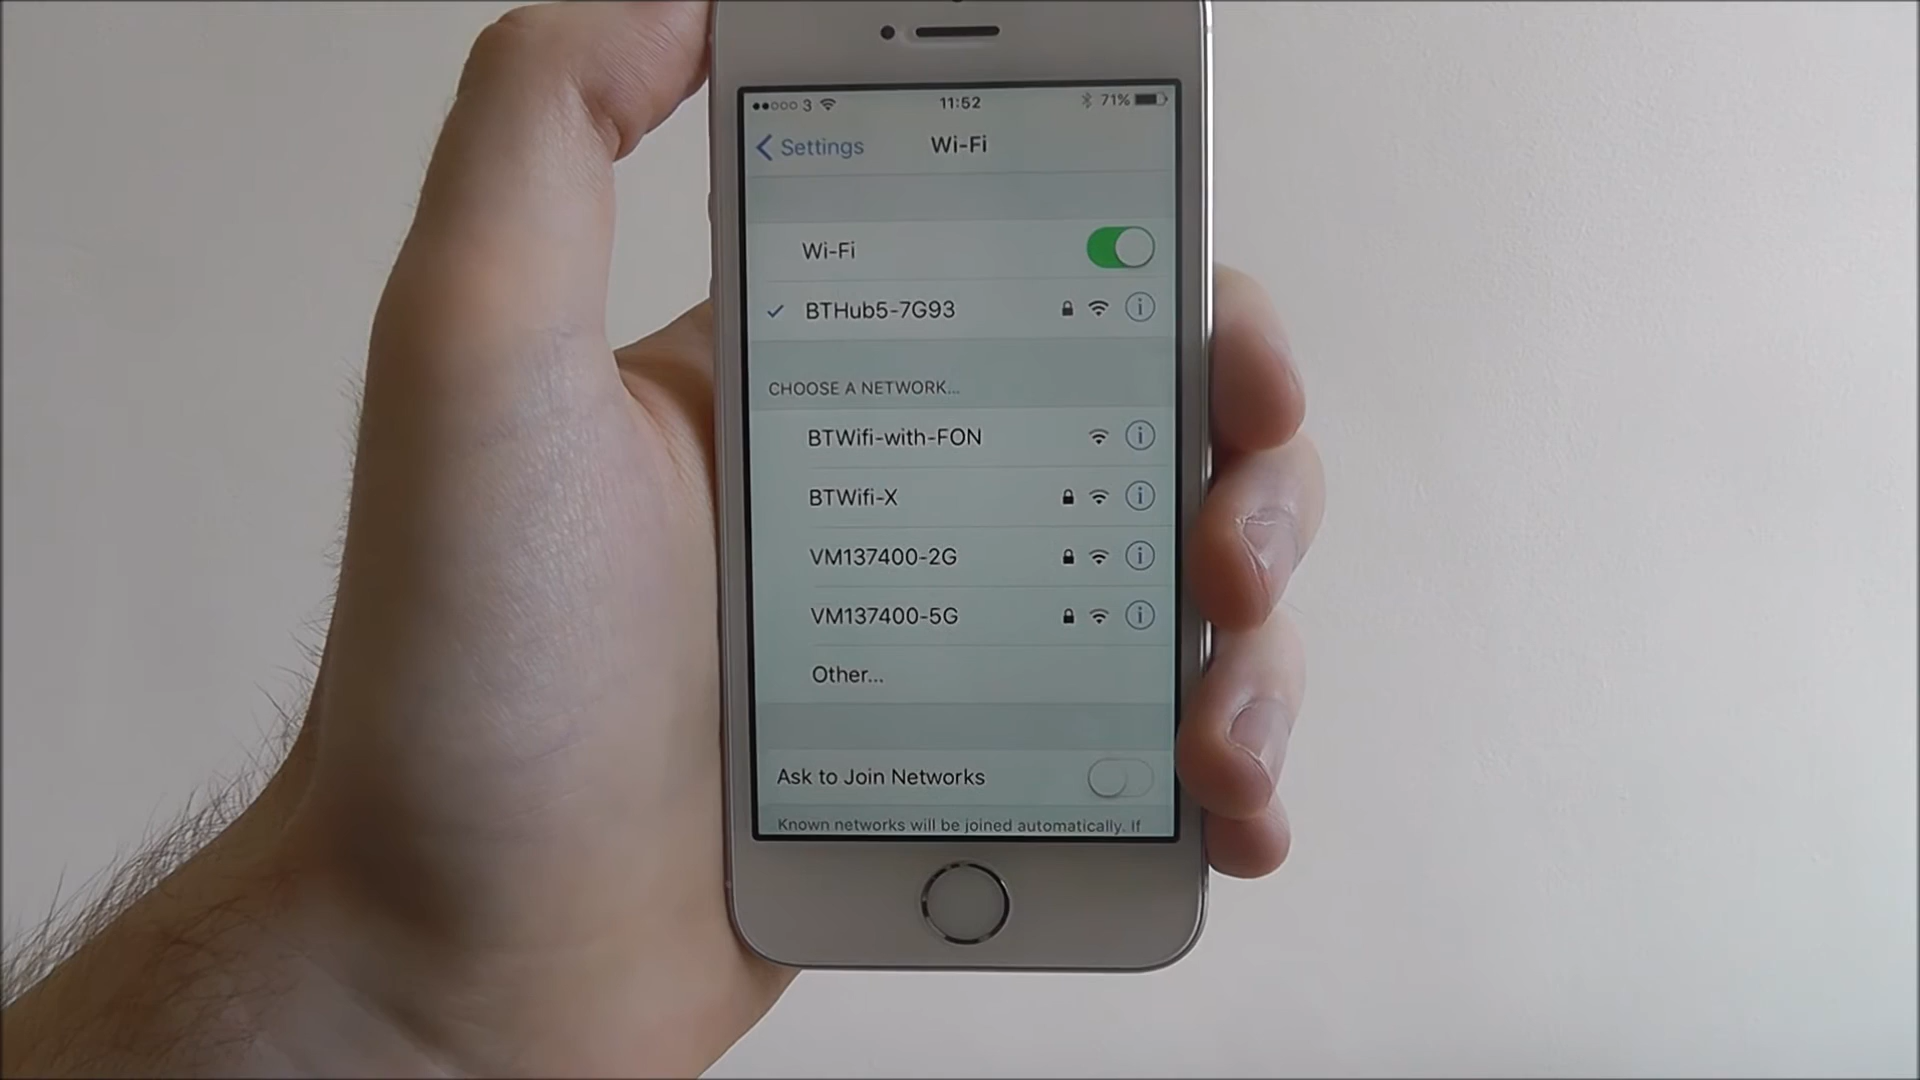 3 11:52 71%
Settings Wi-Fi
Wi-Fi
BTHub5-7G93
CHOOSE A NETWORK...
BTWifi-with-FON
BTWifi-X
VM137400-2G
VM137400-5G
Other...
Ask to Join Networks
Known networks will be joined automatically. If